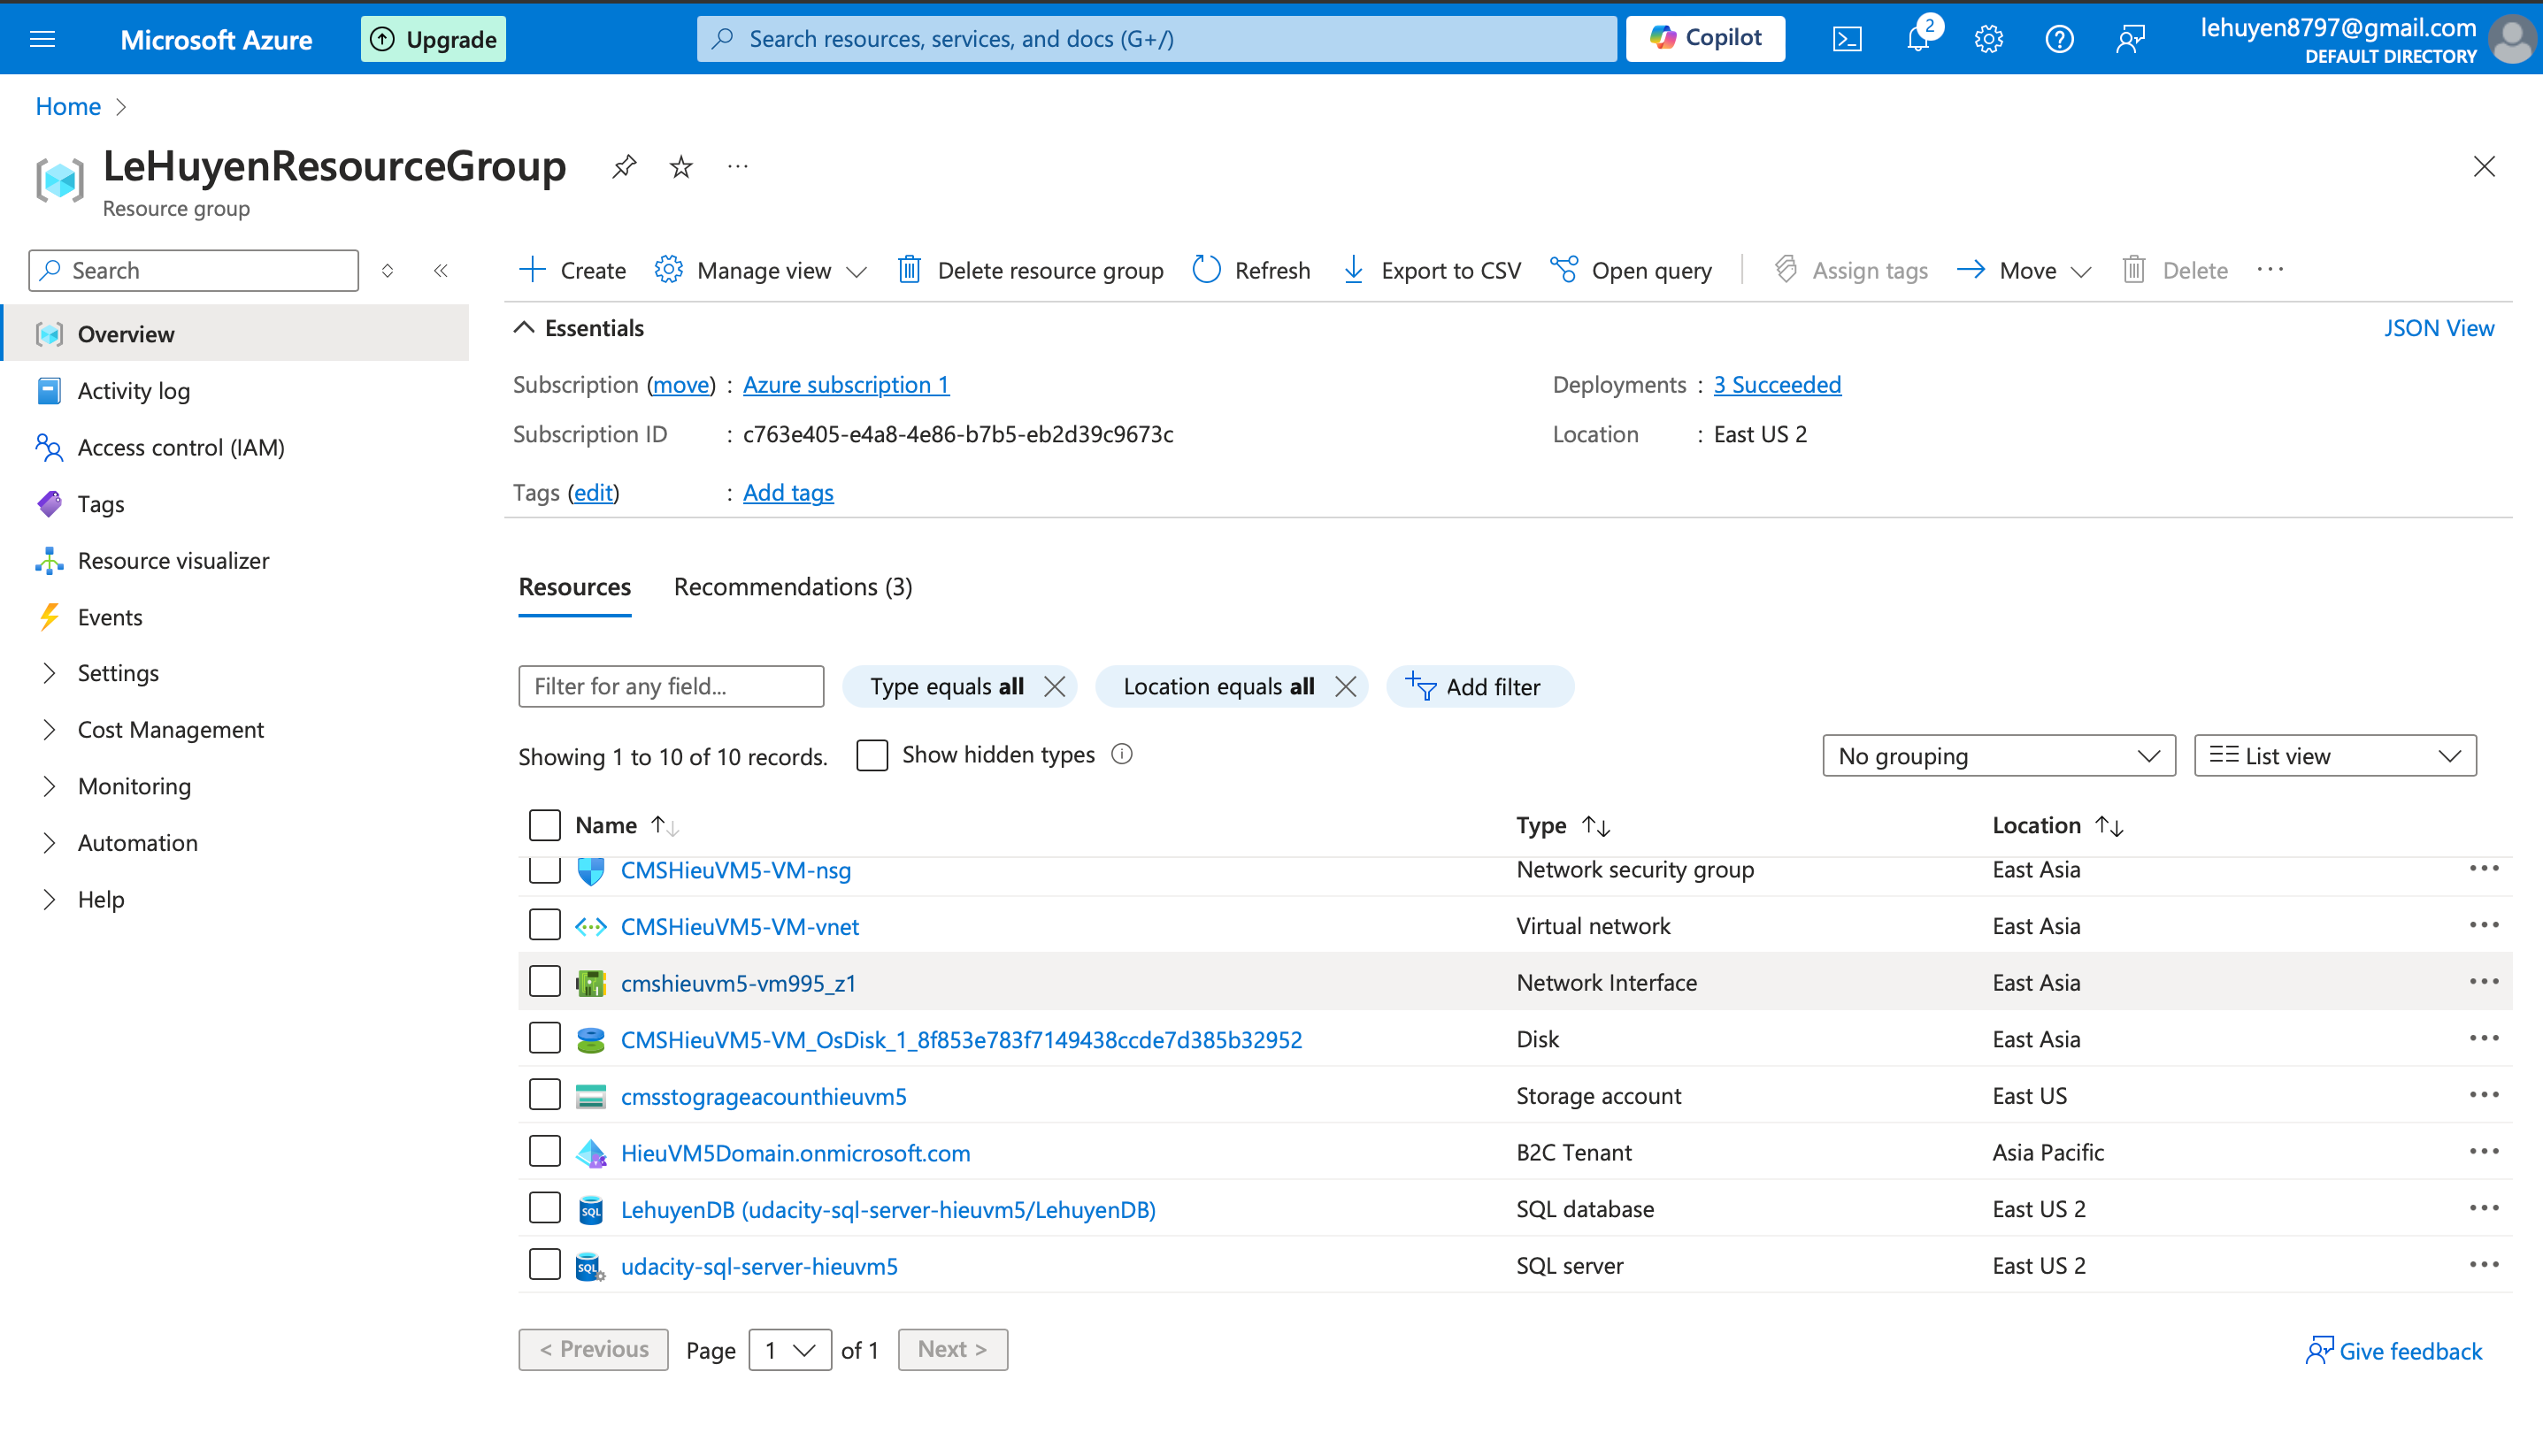 Microsoft Azure
Upgrade
Search resources, services, and docs (G+/)
Copilot
2
lehuyen8797@gmail.com
DEFAULT DIRECTORY
Home
LeHuyenResourceGroup
Resource group
Search
Create
Manage view
Delete resource group
Refresh
Export to CSV
Open query
Assign tags
Move
Delete
Overview
Activity log
Access control (IAM)
Tags
Resource visualizer
Events
Settings
Cost Management
Monitoring
Automation
Help
Essentials
JSON View
Subscription (move) : Azure subscription 1
Deployments : 3 Succeeded
Subscription ID : c763e405-e4a8-4e86-b7b5-eb2d39c9673c
Location : East US 2
Tags (edit) : Add tags
Resources
Recommendations (3)
Filter for any field...
Type equals all
Location equals all
Add filter
Showing 1 to 10 of 10 records.
Show hidden types
No grouping
List view
Name Type Location
CMSHieuVM5-VM-nsg Network security group East Asia
CMSHieuVM5-VM-vnet Virtual network East Asia
cmshieuvm5-vm995_z1 Network Interface East Asia
CMSHieuVM5-VM_OsDisk_1_8f853e783f7149438ccde7d385b32952 Disk East Asia
cmsstogrageacounthieuvm5 Storage account East US
HieuVM5Domain.onmicrosoft.com B2C Tenant Asia Pacific
LehuyenDB (udacity-sql-server-hieuvm5/LehuyenDB) SQL database East US 2
udacity-sql-server-hieuvm5 SQL server East US 2
< Previous Page 1 of 1 Next >
Give feedback